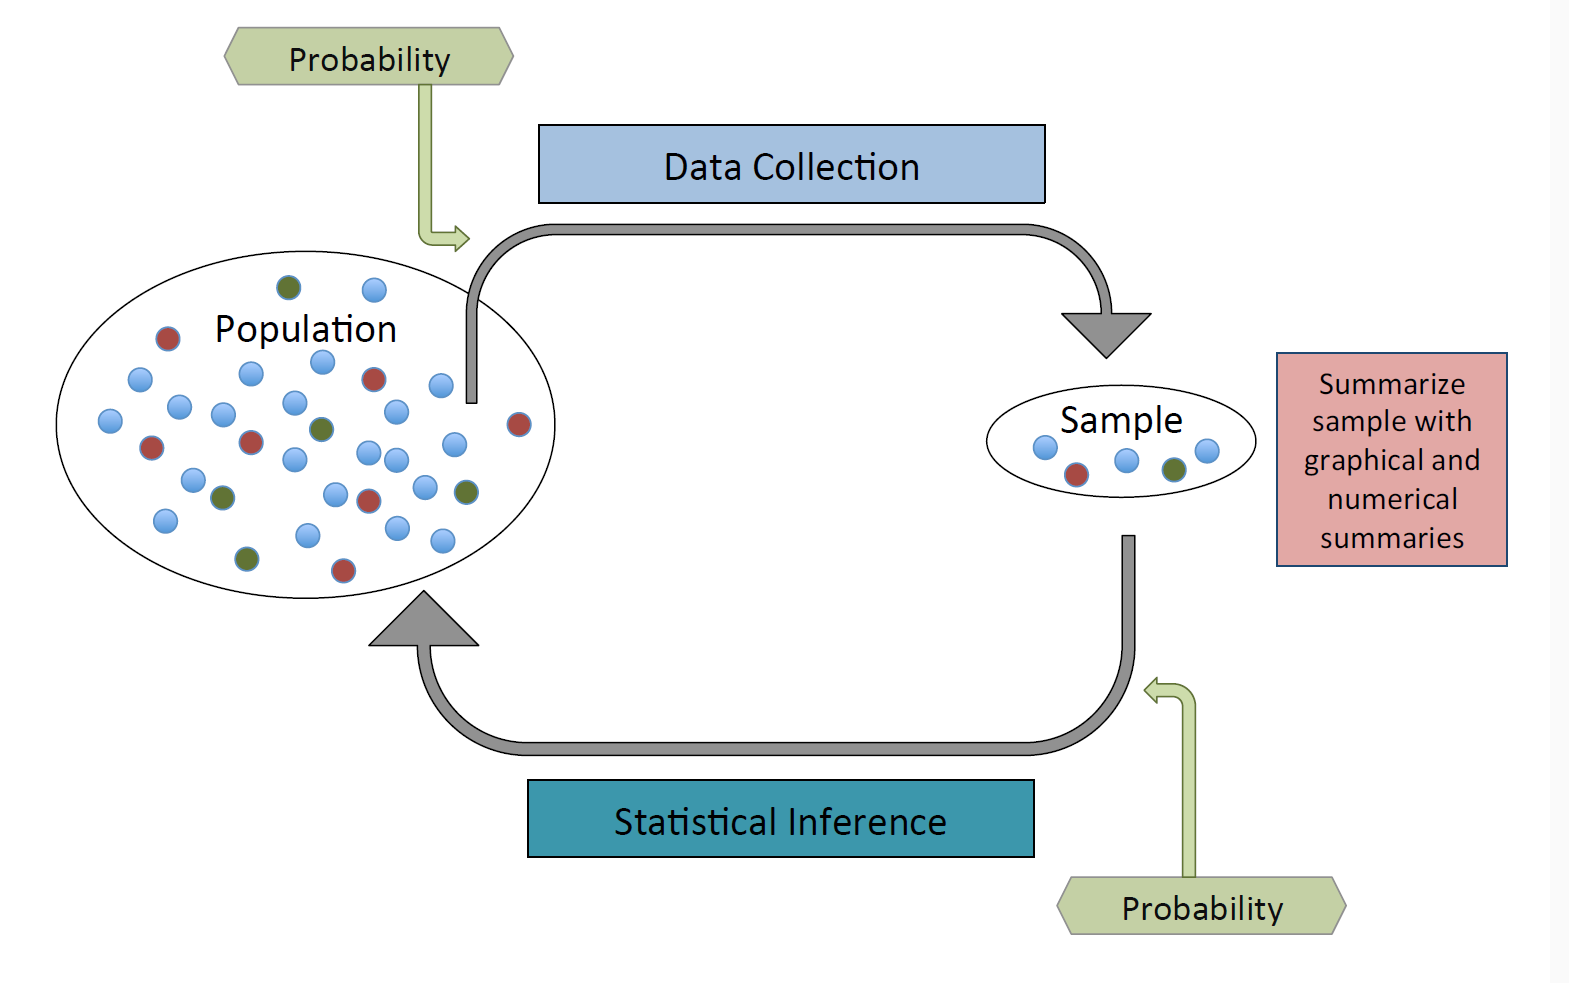 Probability
Data Collection
Population
Sample
Summarize
sample with
graphical and
numerical
summaries
Statistical Inference
Probability